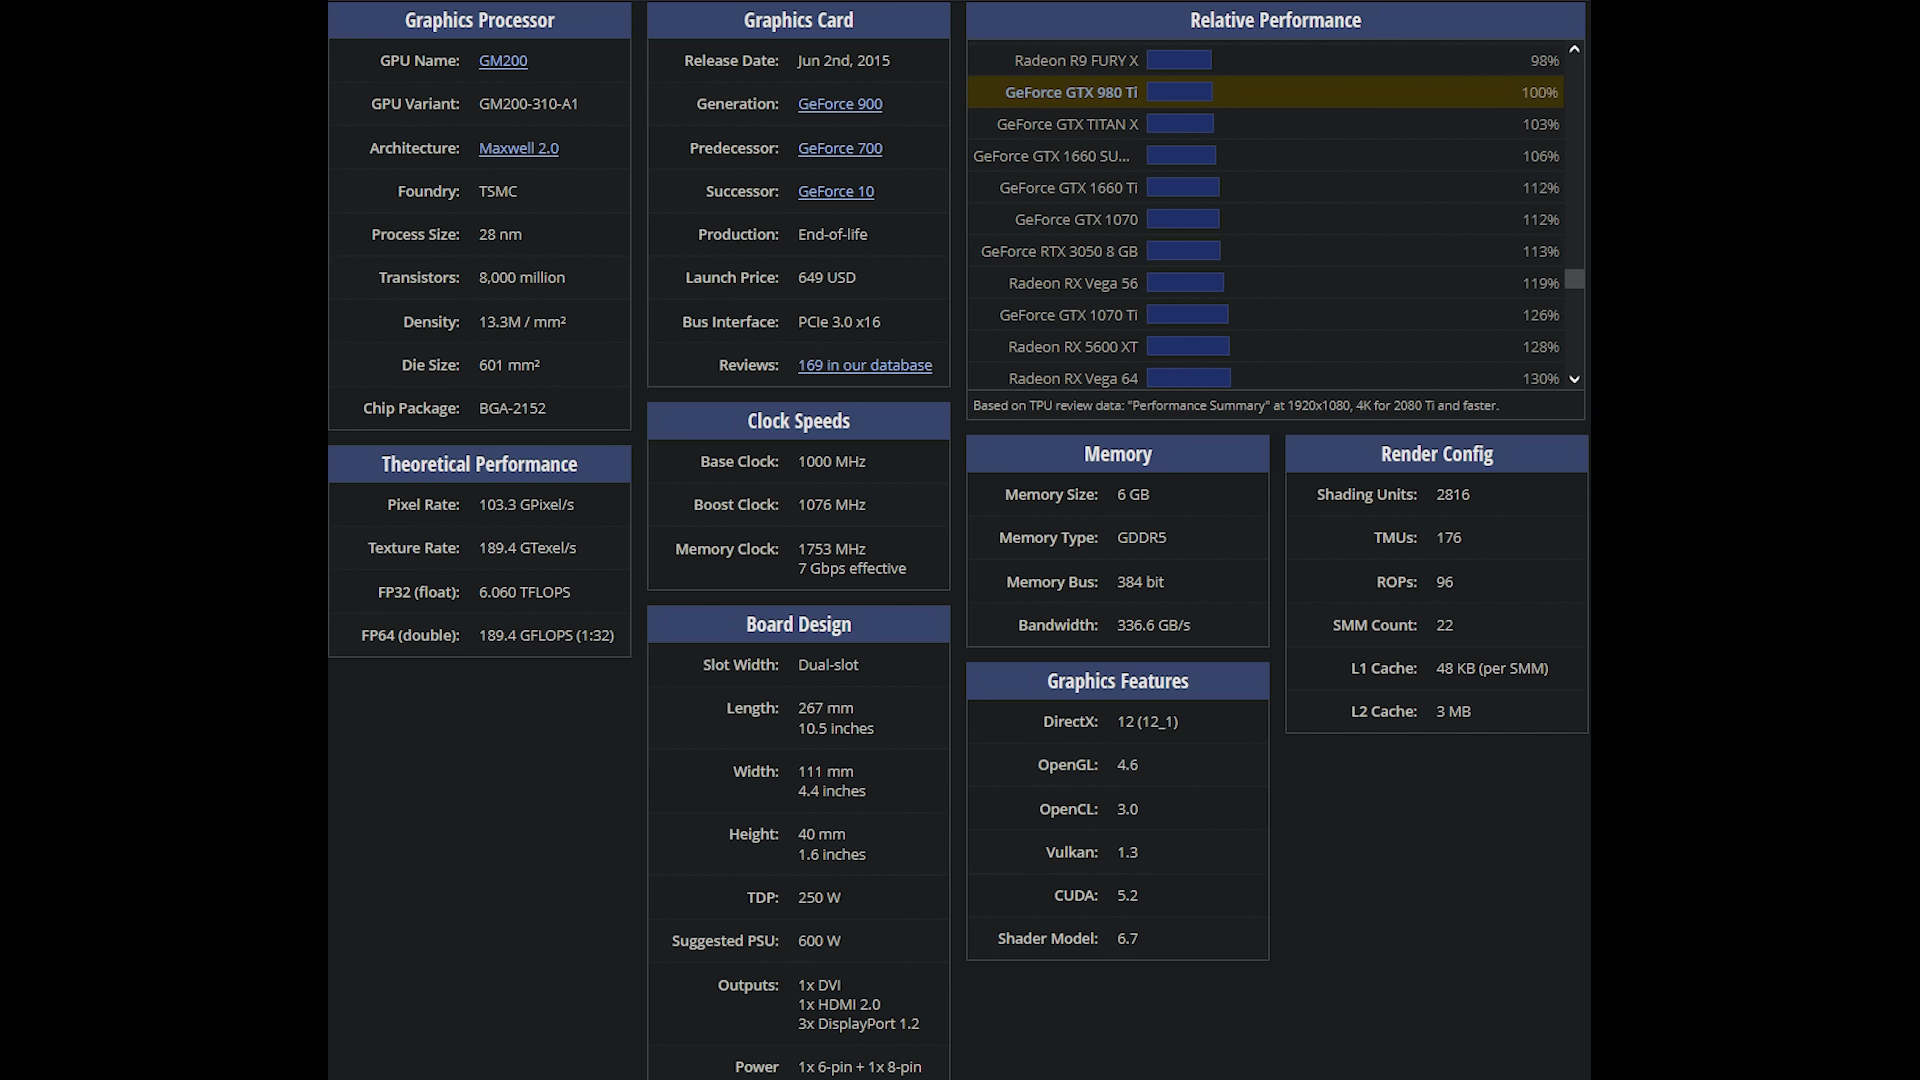 Graphics Processor
GPU Name: GM200
GPU Variant: GM200-310-A1
Architecture: Maxwell 2.0
Foundry: TSMC
Process Size: 28 nm
Transistors: 8,000 million
Density: 13.3M / mm²
Die Size: 601 mm²
Chip Package: BGA-2152
Theoretical Performance
Pixel Rate: 103.3 GPixel/s
Texture Rate: 189.4 GTexel/s
FP32 (float): 6.060 TFLOPS
FP64 (double): 189.4 GFLOPS (1:32)
Graphics Card
Release Date: Jun 2nd, 2015
Generation: GeForce 900
Predecessor: GeForce 700
Successor: GeForce 10
Production: End-of-life
Launch Price: 649 USD
Bus Interface: PCIe 3.0 x16
Reviews: 169 in our database
Clock Speeds
Base Clock: 1000 MHz
Boost Clock: 1076 MHz
Memory Clock: 1753 MHz
7 Gbps effective
Board Design
Slot Width: Dual-slot
Length: 267 mm
10.5 inches
Width: 111 mm
4.4 inches
Height: 40 mm
1.6 inches
TDP: 250 W
Suggested PSU: 600 W
Outputs: 1x DVI
1x HDMI 2.0
3x DisplayPort 1.2
Power 1x 6-pin + 1x 8-pin
Relative Performance
Radeon R9 FURY X 98%
GeForce GTX 980 Ti 100%
GeForce GTX TITAN X 103%
GeForce GTX 1660 SU... 106%
GeForce GTX 1660 Ti 112%
GeForce GTX 1070 112%
GeForce RTX 3050 8 GB 113%
Radeon RX Vega 56 119%
GeForce GTX 1070 Ti 126%
Radeon RX 5600 XT 128%
Radeon RX Vega 64 130%
Based on TPU review data: "Performance Summary" at 1920x1080, 4K for 2080 Ti and faster.
Memory
Memory Size: 6 GB
Memory Type: GDDR5
Memory Bus: 384 bit
Bandwidth: 336.6 GB/s
Graphics Features
DirectX: 12 (12_1)
OpenGL: 4.6
OpenCL: 3.0
Vulkan: 1.3
CUDA: 5.2
Shader Model: 6.7
Render Config
Shading Units: 2816
TMUs: 176
ROPs: 96
SMM Count: 22
L1 Cache: 48 KB (per SMM)
L2 Cache: 3 MB